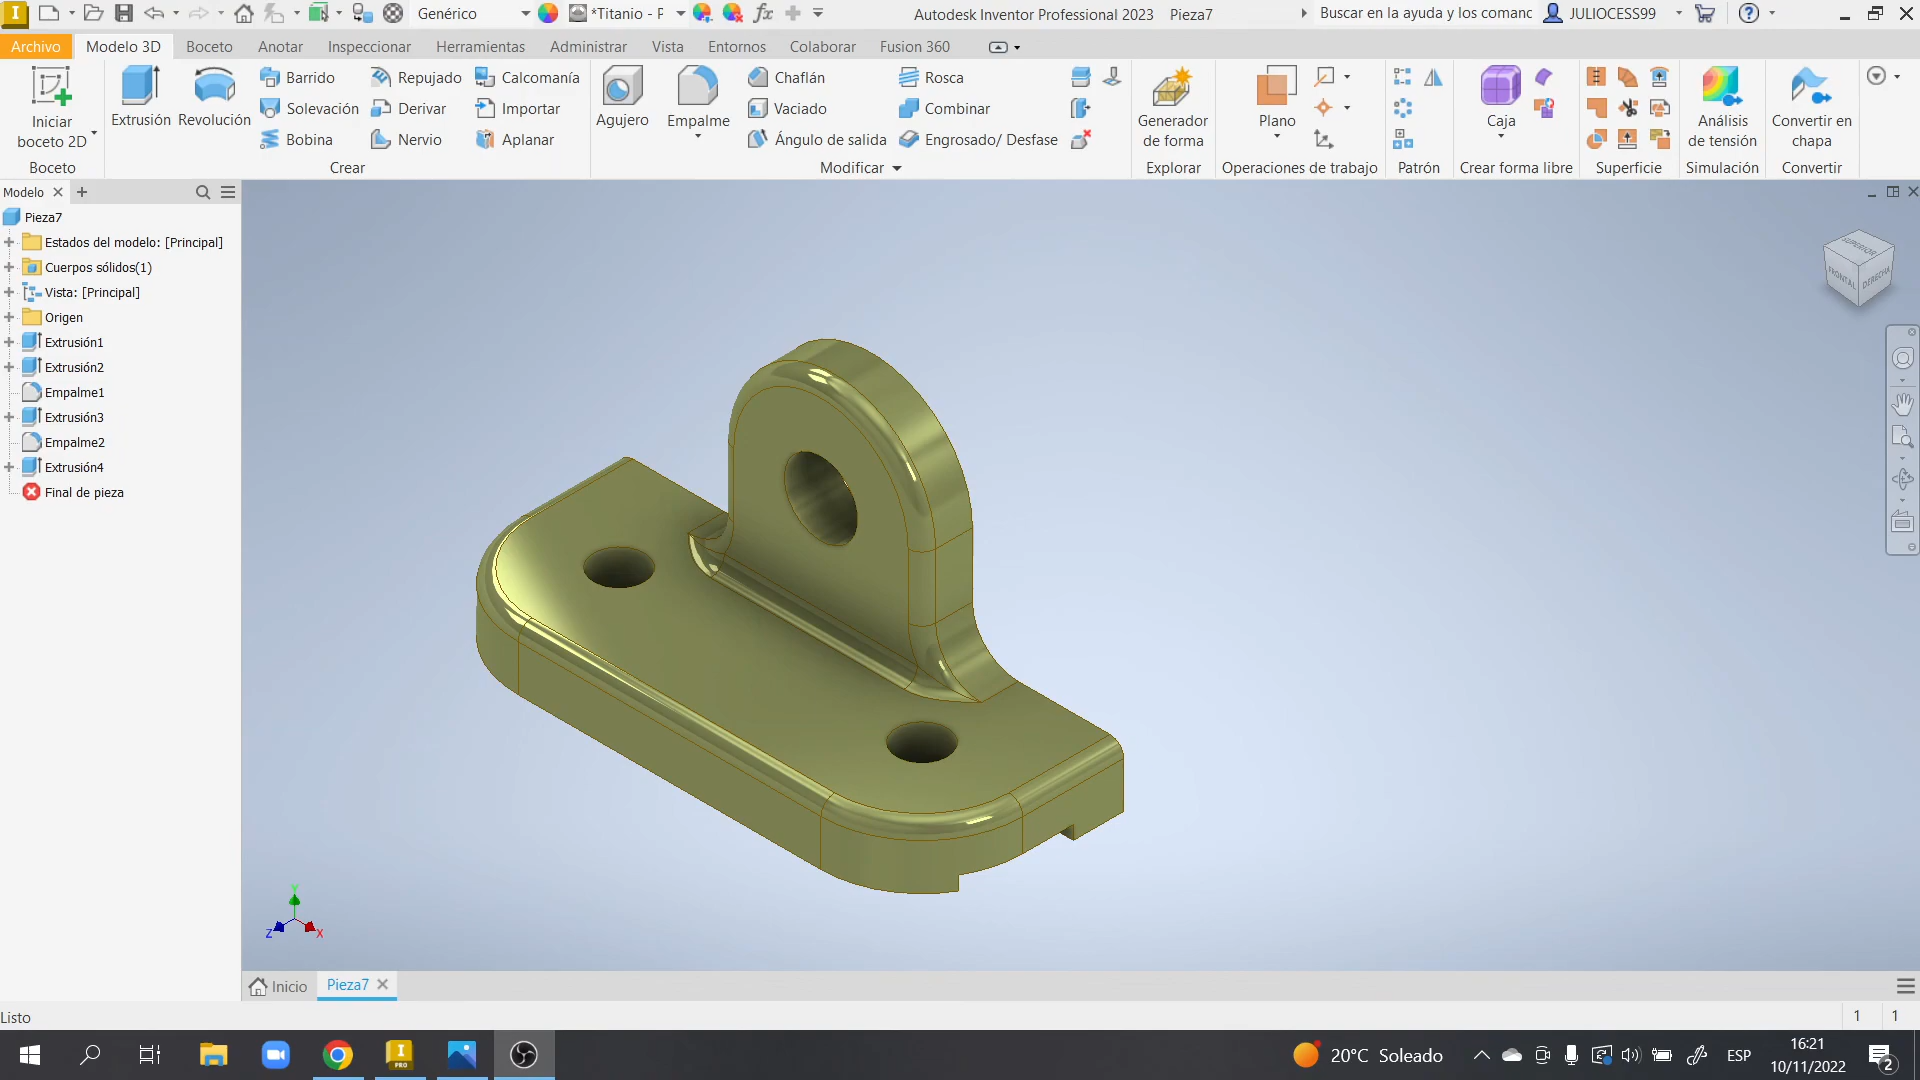 Genérico
*Titanio - P
Autodesk Inventor Professional 2023 Pieza7
Buscar en la ayuda y los comanc
JULIOCESS99
Archivo
Modelo 3D
Boceto
Anotar
Inspeccionar
Herramientas
Administrar
Vista
Entornos
Colaborar
Fusion 360
Iniciar
boceto 2D
Boceto
Extrusión
Revolución
Barrido
Solevación
Bobina
Repujado
Derivar
Nervio
Calcomanía
Importar
Aplanar
Crear
Agujero
Empalme
Chaflán
Vaciado
Ángulo de salida
Rosca
Combinar
Engrosado/ Desfase
Modificar
Generador
de forma
Explorar
Plano
Operaciones de trabajo
Patrón
Caja
Crear forma libre
Superficie
Análisis
de tensión
Simulación
Convertir en
chapa
Convertir
Modelo
Pieza7
Estados del modelo: [Principal]
Cuerpos sólidos(1)
Vista: [Principal]
Origen
Extrusión1
Extrusión2
Empalme1
Extrusión3
Empalme2
Extrusión4
Final de pieza
SUPERIOR
FRONTAL
DERECHA
Y
Z
X
Inicio
Pieza7
Listo
1 1
I
PRO
20°C Soleado
ESP
16:21
10/11/2022
2